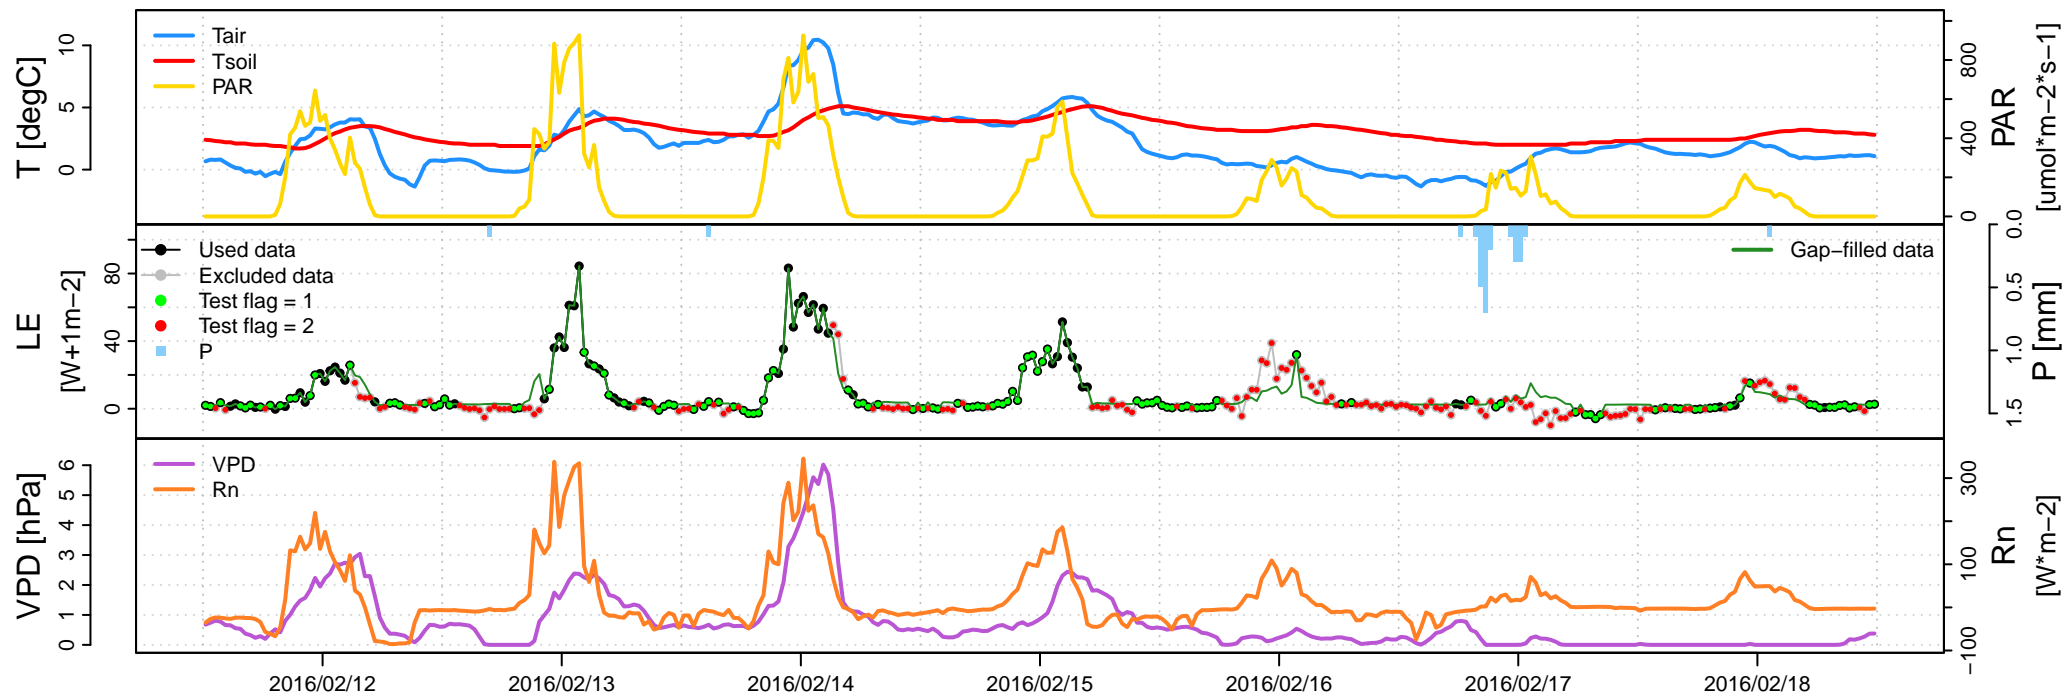 T [degC]
0 5 10
Tair
Tsoil
PAR
0 400 800
PAR
[umol*m−2*s−1]
LE
[W+1m−2]
0 40 80
Used data
Excluded data
Test flag = 1
Test flag = 2
P
Gap−filled data
0.0 0.5 1.0 1.5
P [mm]
VPD [hPa]
0 1 2 3 4 5 6
VPD
Rn
−100 100 300
Rn
[W*m−2]
2016/02/12 2016/02/13 2016/02/14 2016/02/15 2016/02/16 2016/02/17 2016/02/18